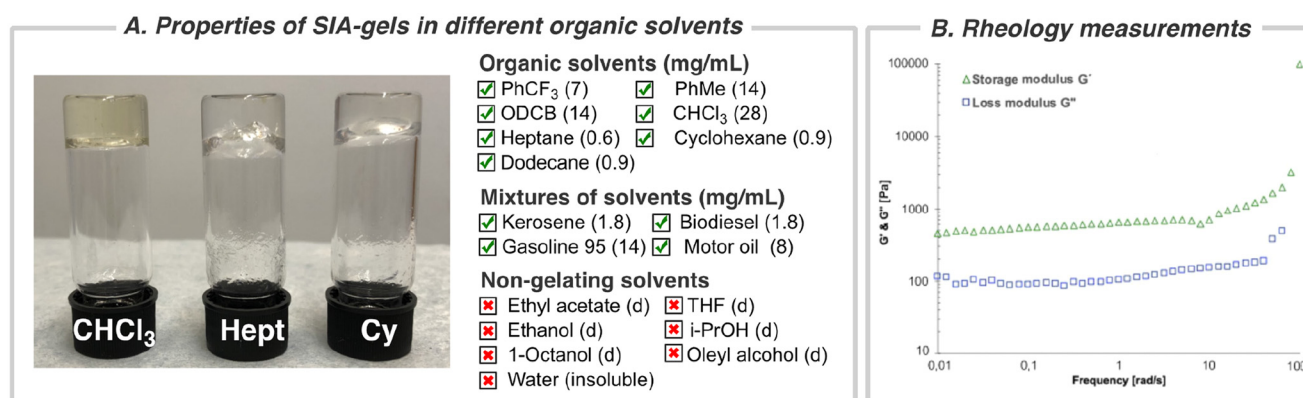 A. Properties of SIA-gels in different organic solvents
CHCl₃
Hept
Cy
Organic solvents (mg/mL)
PhCF₃ (7) PhMe (14)
ODCB (14) CHCl₃ (28)
Heptane (0.6) Cyclohexane (0.9)
Dodecane (0.9)
Mixtures of solvents (mg/mL)
Kerosene (1.8) Biodiesel (1.8)
Gasoline 95 (14) Motor oil (8)
Non-gelating solvents
Ethyl acetate (d) THF (d)
Ethanol (d) i-PrOH (d)
1-Octanol (d) Oleyl alcohol (d)
Water (insoluble)
B. Rheology measurements
Storage modulus G´
Loss modulus G"
G' & G'' [Pa]
100000
10000
1000
100
10
0,01 0,1 1 10
Frequency [rad/s]